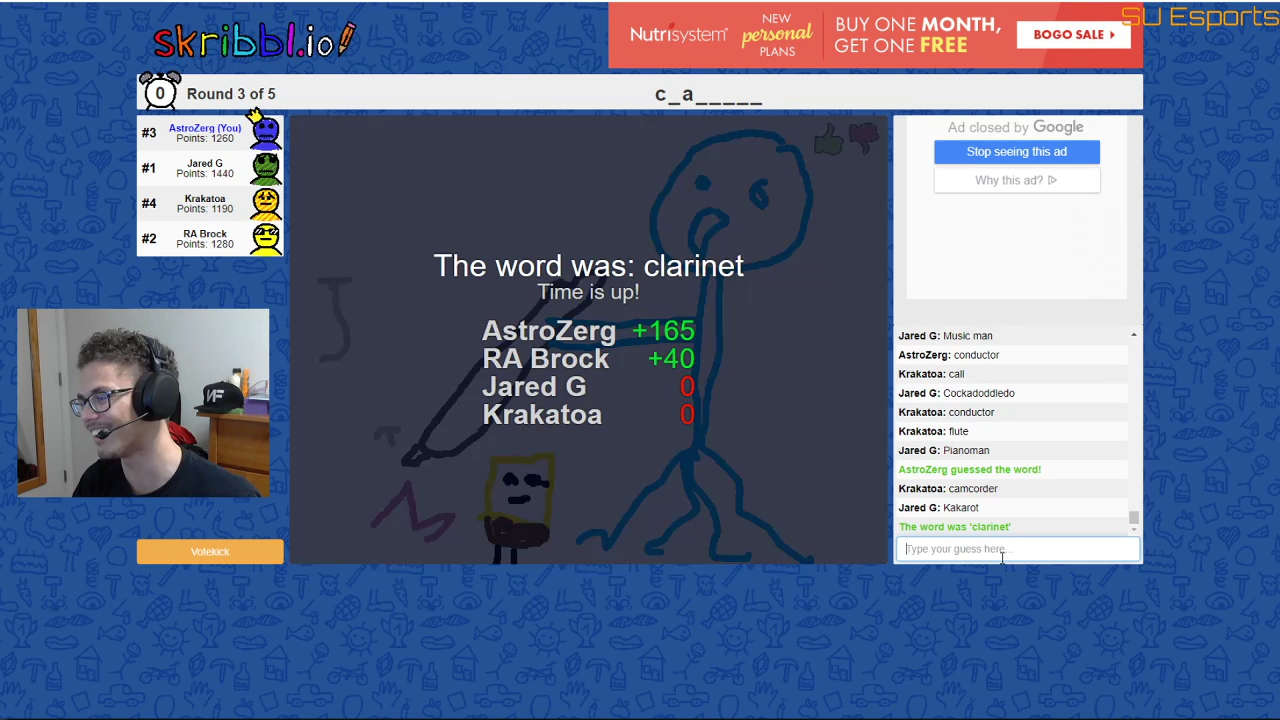 SU Esports
skribbl.io
Nutrisystem
NEW
personal
PLANS
BUY ONE MONTH,
GET ONE FREE
BOGO SALE
0
Round 3 of 5
c_a_____
#3
AstroZerg (You)
Points: 1260
#1
Jared G
Points: 1440
#4
Krakatoa
Points: 1190
#2
RA Brock
Points: 1280
J
The word was: clarinet
Time is up!
AstroZerg +165
RA Brock +40
Jared G 0
Krakatoa 0
NF
Votekick
Ad closed by Google
Stop seeing this ad
Why this ad?
Jared G: Music man
AstroZerg: conductor
Krakatoa: call
Jared G: Cockadoddledo
Krakatoa: conductor
Krakatoa: flute
Jared G: Pianoman
AstroZerg guessed the word!
Krakatoa: camcorder
Jared G: Kakarot
The word was 'clarinet'
Type your guess here...